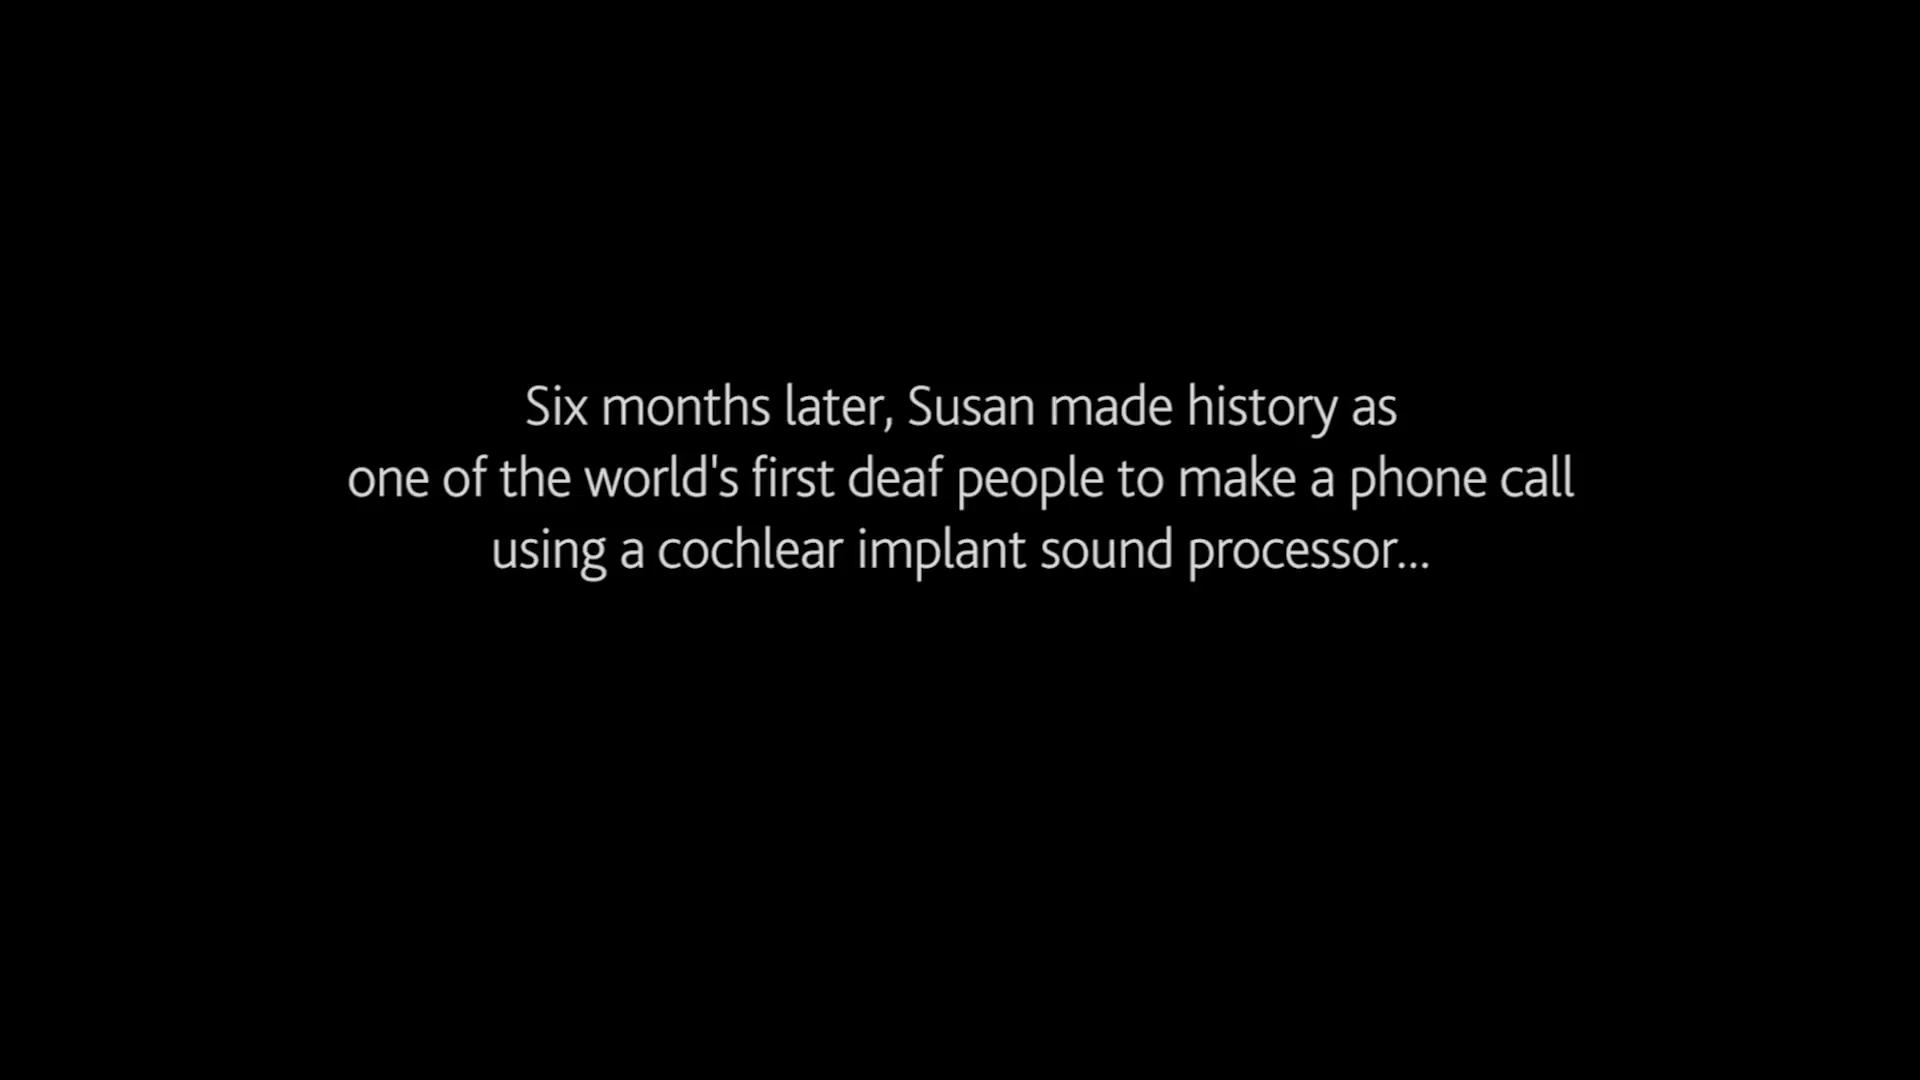 Six months later, Susan made history as
one of the world's first deaf people to make a phone call
using a cochlear implant sound processor...